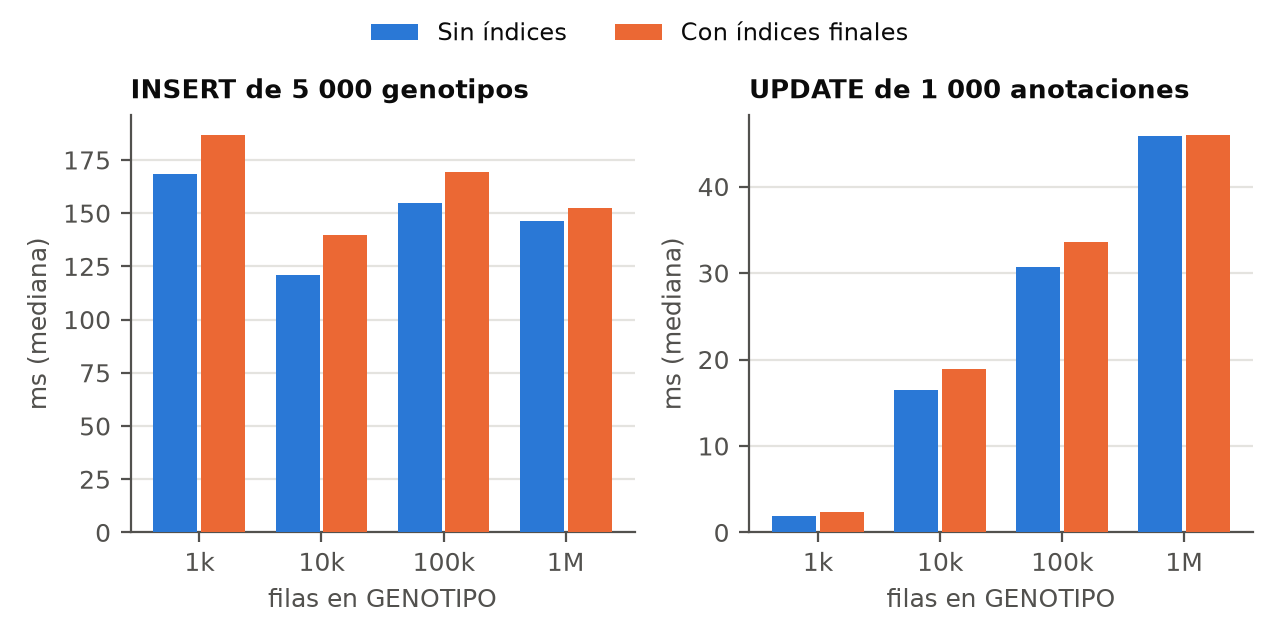 Sin índices
Con índices finales
INSERT de 5 000 genotipos
ms (mediana)
175
150
125
100
75
50
25
0
1k
10k
100k
1M
filas en GENOTIPO
UPDATE de 1 000 anotaciones
ms (mediana)
40
30
20
10
0
1k
10k
100k
1M
filas en GENOTIPO